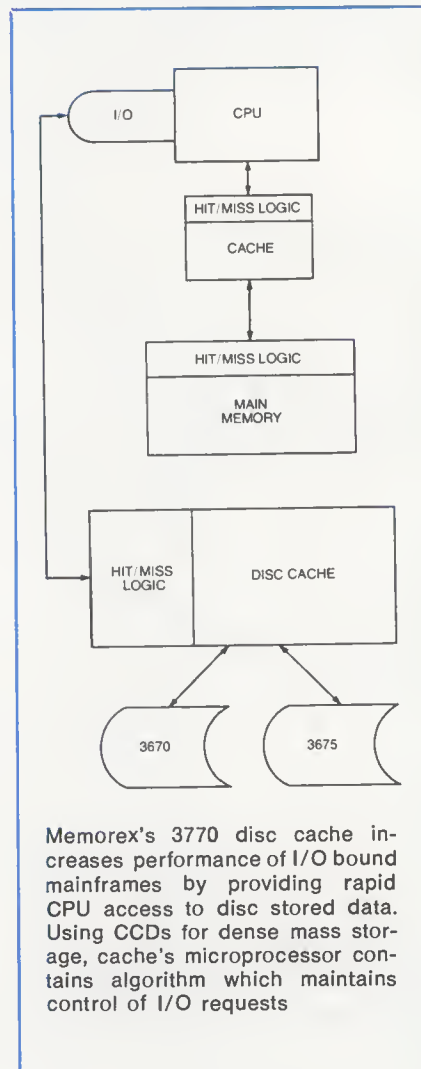 I/O
CPU
HIT/MISS LOGIC
CACHE
HIT/MISS LOGIC
MAIN
MEMORY
HIT/MISS
LOGIC
DISC CACHE
3670
3675
Memorex's 3770 disc cache in-
creases performance of I/O bound
mainframes by providing rapid
CPU access to disc stored data.
Using CCDs for dense mass stor-
age, cache's microprocessor con-
tains algorithm which maintains
control of I/O requests